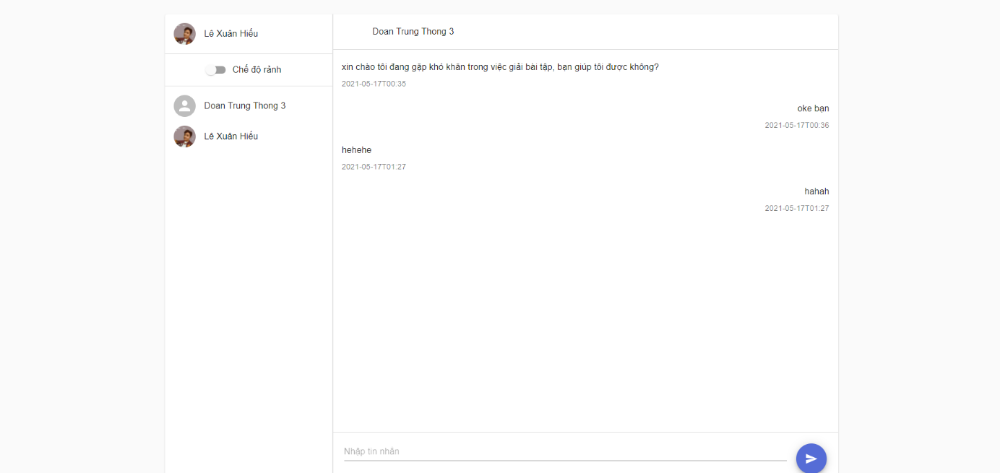 Lê Xuân Hiếu
Chế độ rảnh
Doan Trung Thong 3
Lê Xuân Hiếu
Doan Trung Thong 3
xin chào tôi đang gặp khó khăn trong việc giải bài tập, bạn giúp tôi được không?
2021-05-17T00:35
oke bạn
2021-05-17T00:36
hehehe
2021-05-17T01:27
hahah
2021-05-17T01:27
Nhập tin nhắn